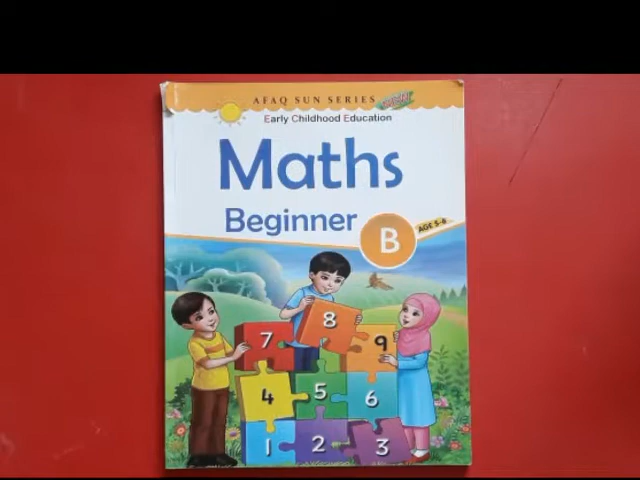 AFAQ SUN SERIES
Early Childhood Education
Maths
Beginner
B
AGE 5-6
7 8 9
4 5 6
1 2 3